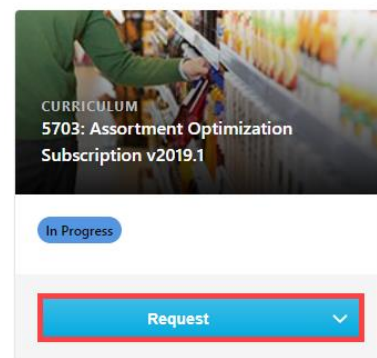 CURRICULUM
5703: Assortment Optimization
Subscription v2019.1
In Progress
Request